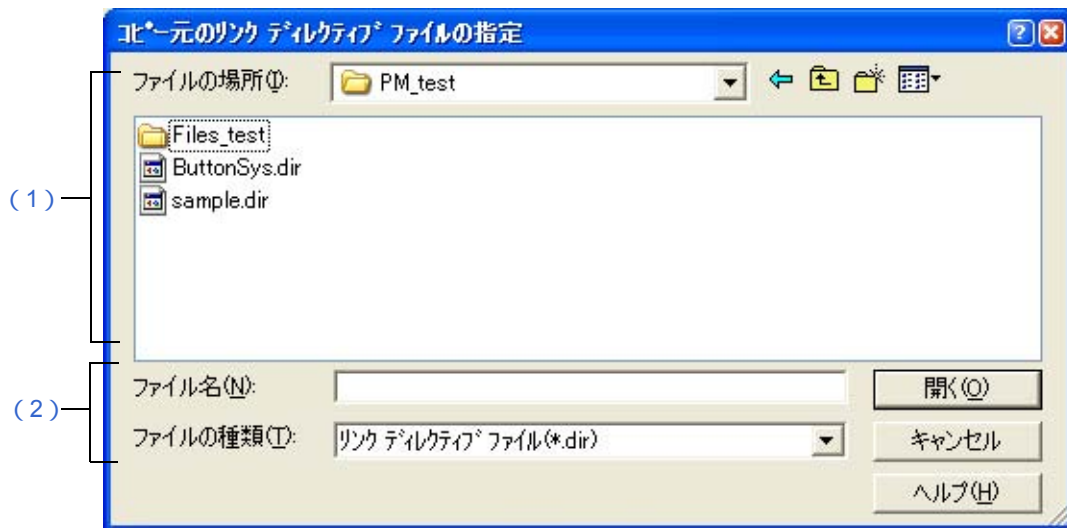 ｺﾋﾟｰ元のﾘﾝｸ ﾃﾞｨﾚｸﾃｨﾌﾞ ﾌｧｲﾙの指定
(1)
ファイルの場所(I):
PM_test
Files_test
ButtonSys.dir
sample.dir
(2)
ファイル名(N):
開く(O)
ファイルの種類(T):
ﾘﾝｸ ﾃﾞｨﾚｸﾃｨﾌﾞ ﾌｧｲﾙ(*.dir)
キャンセル
ヘルプ(H)